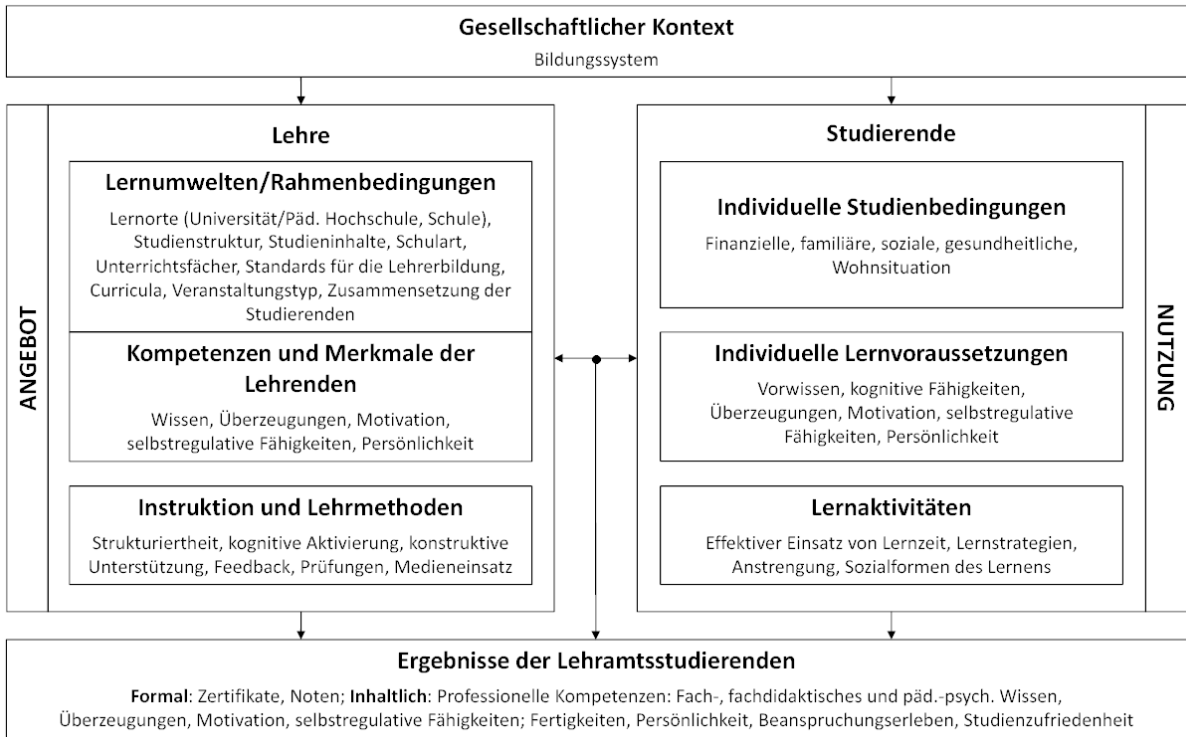 Gesellschaftlicher Kontext
Bildungssystem
ANGEBOT
Lehre
Lernumwelten/Rahmenbedingungen
Lernorte (Universität/Päd. Hochschule, Schule),
Studienstruktur, Studieninhalte, Schulart,
Unterrichtsfächer, Standards für die Lehrerbildung,
Curricula, Veranstaltungstyp, Zusammensetzung der
Studierenden
Kompetenzen und Merkmale der
Lehrenden
Wissen, Überzeugungen, Motivation,
selbstregulative Fähigkeiten, Persönlichkeit
Instruktion und Lehrmethoden
Strukturiertheit, kognitive Aktivierung, konstruktive
Unterstützung, Feedback, Prüfungen, Medieneinsatz
Studierende
Individuelle Studienbedingungen
Finanzielle, familiäre, soziale, gesundheitliche,
Wohnsituation
Individuelle Lernvoraussetzungen
Vorwissen, kognitive Fähigkeiten,
Überzeugungen, Motivation, selbstregulative
Fähigkeiten, Persönlichkeit
Lernaktivitäten
Effektiver Einsatz von Lernzeit, Lernstrategien,
Anstrengung, Sozialformen des Lernens
NUTZUNG
Ergebnisse der Lehramtsstudierenden
Formal: Zertifikate, Noten; Inhaltlich: Professionelle Kompetenzen: Fach-, fachdidaktisches und päd.-psych. Wissen,
Überzeugungen, Motivation, selbstregulative Fähigkeiten; Fertigkeiten, Persönlichkeit, Beanspruchungserleben, Studienzufriedenheit